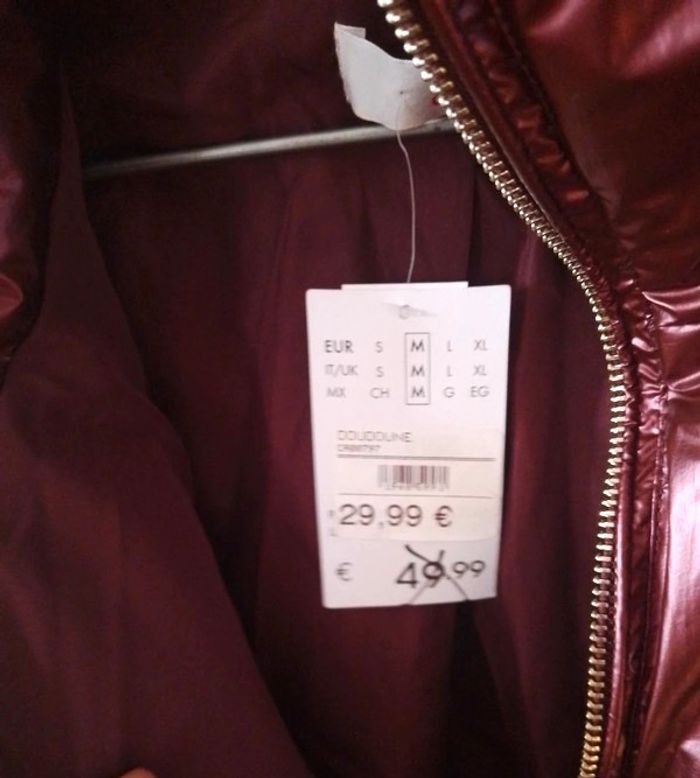 EUR S M L XL
IT/UK S M L XL
MX CH M G EG
DOUDOUNE
29,99 €
€ 49.99